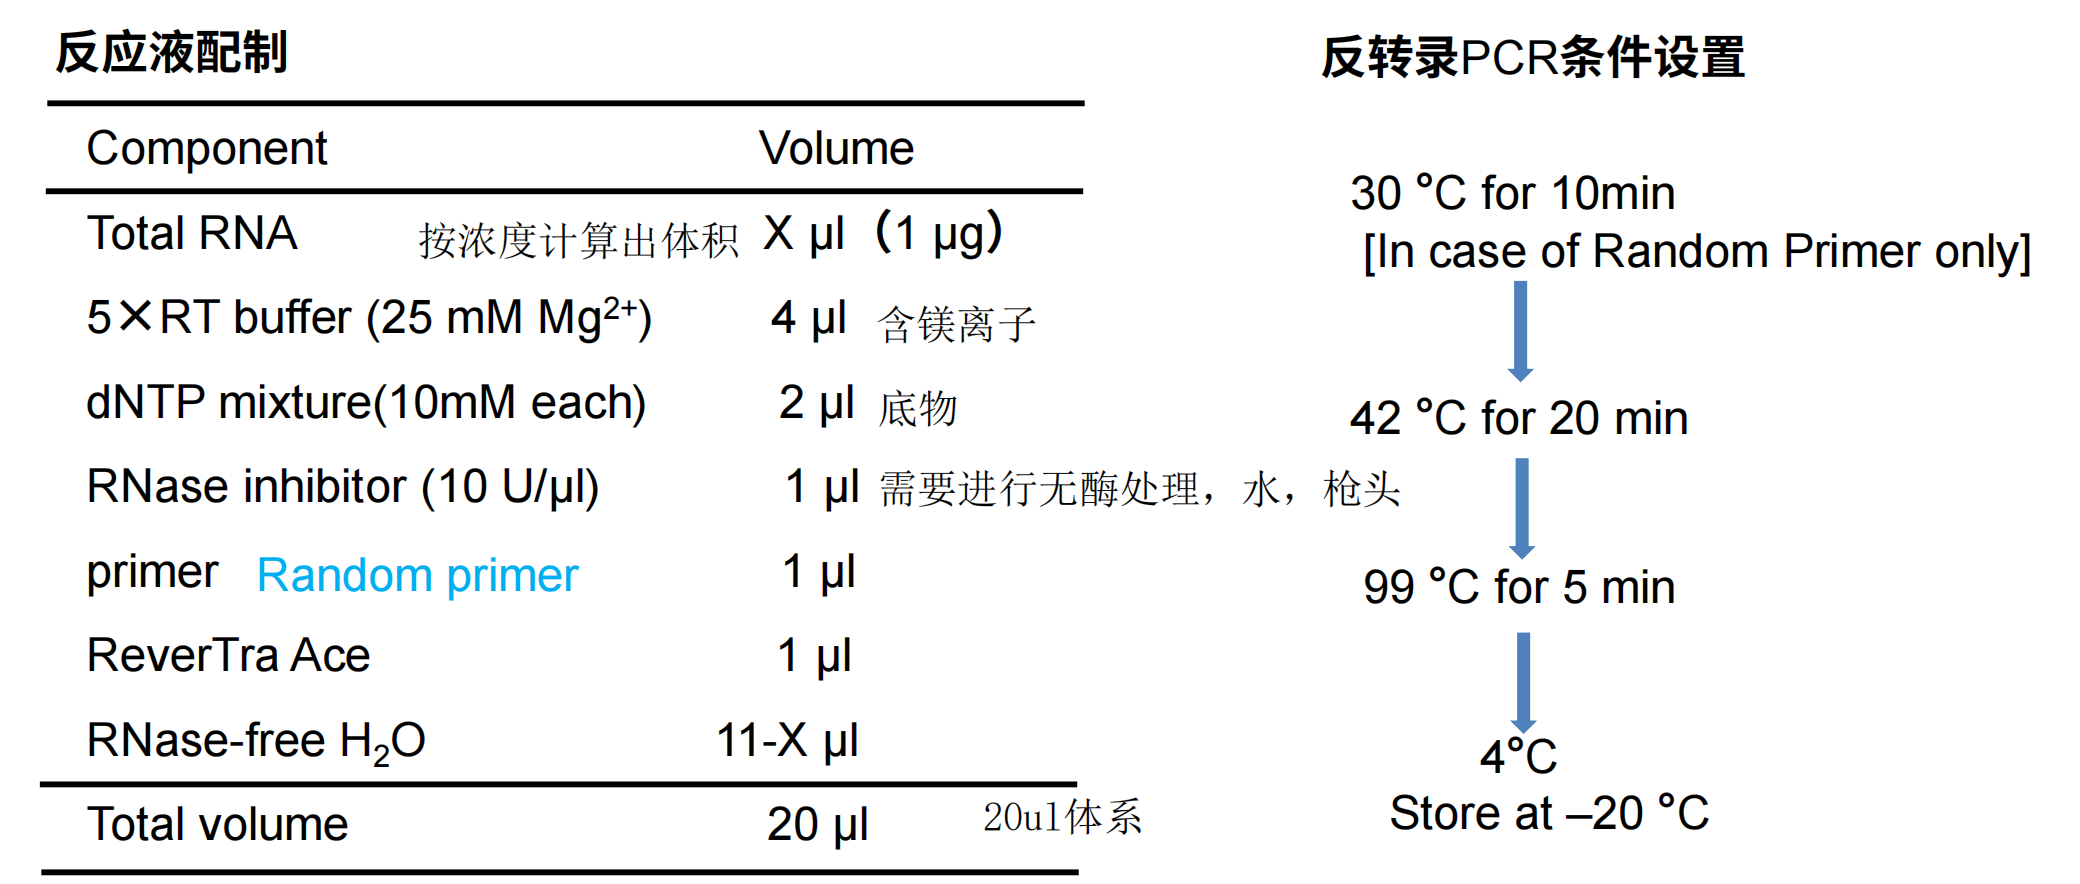 反应液配制
Component Volume
Total RNA 按浓度计算出体积 X µl（1 µg）
5×RT buffer (25 mM Mg²⁺) 4 µl 含镁离子
dNTP mixture(10mM each) 2 µl 底物
RNase inhibitor (10 U/µl) 1 µl 需要进行无酶处理，水，枪头
primer Random primer 1 µl
ReverTra Ace 1 µl
RNase-free H₂O 11-X µl
Total volume 20 µl 20ul体系
反转录PCR条件设置
30 °C for 10min
[In case of Random Primer only]
42 °C for 20 min
99 °C for 5 min
4°C
Store at –20 °C